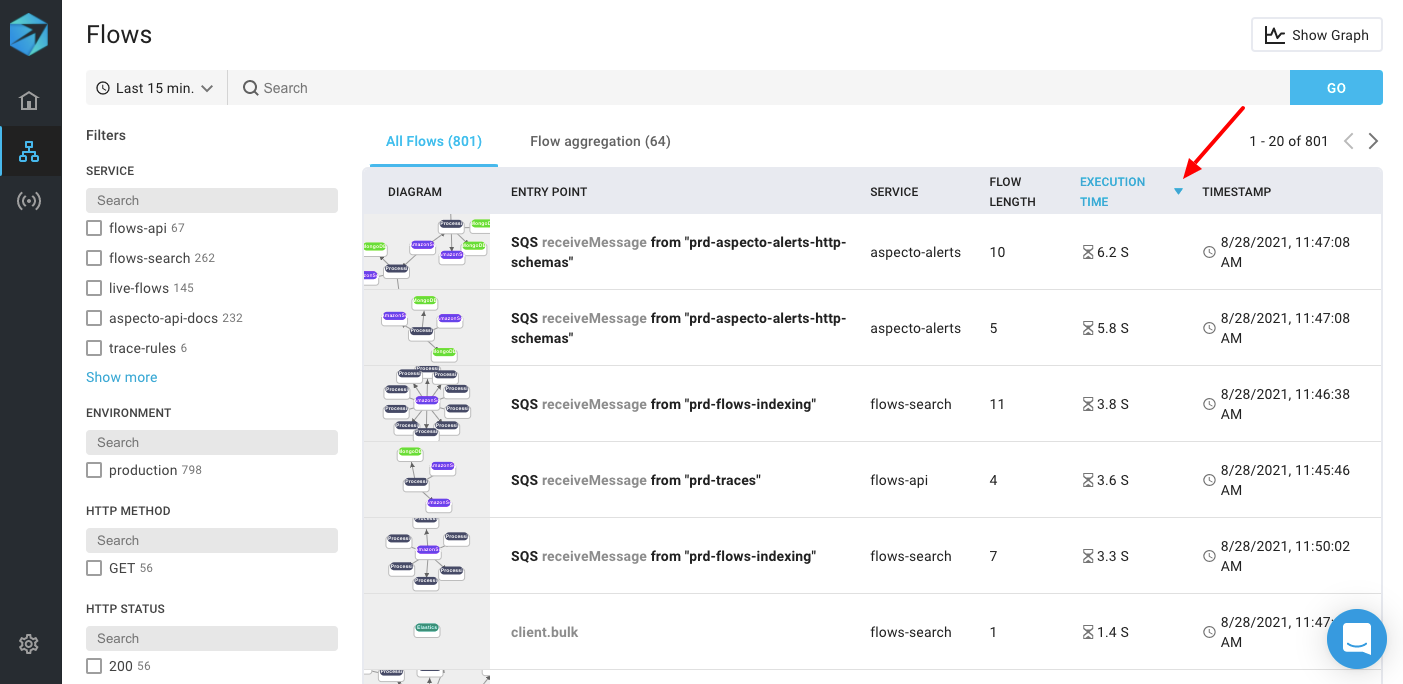 Flows
Show Graph
Last 15 min.
Search
GO
Filters
SERVICE
Search
flows-api 67
flows-search 262
live-flows 145
aspecto-api-docs 232
trace-rules 6
Show more
ENVIRONMENT
Search
production 798
HTTP METHOD
Search
GET 56
HTTP STATUS
Search
200 56
All Flows (801)
Flow aggregation (64)
1 - 20 of 801
DIAGRAM
ENTRY POINT
SERVICE
FLOW
LENGTH
EXECUTION
TIME
TIMESTAMP
SQS receiveMessage from "prd-aspecto-alerts-http-
schemas"
aspecto-alerts
10
6.2 S
8/28/2021, 11:47:08
AM
SQS receiveMessage from "prd-aspecto-alerts-http-
schemas"
aspecto-alerts
5
5.8 S
8/28/2021, 11:47:08
AM
SQS receiveMessage from "prd-flows-indexing"
flows-search
11
3.8 S
8/28/2021, 11:46:38
AM
SQS receiveMessage from "prd-traces"
flows-api
4
3.6 S
8/28/2021, 11:45:46
AM
SQS receiveMessage from "prd-flows-indexing"
flows-search
7
3.3 S
8/28/2021, 11:50:02
AM
client.bulk
flows-search
1
1.4 S
8/28/2021, 11:47:
AM